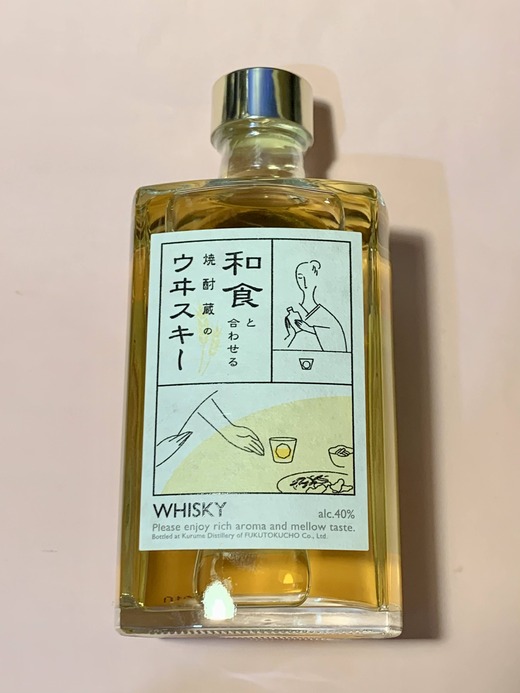 和食と合わせる
焼酎蔵の
ウヰスキー
WHISKY
alc.40%
Please enjoy rich aroma and mellow taste.
Bottled at Kurume Distillery of FUKUTOKUCHO Co., Ltd.